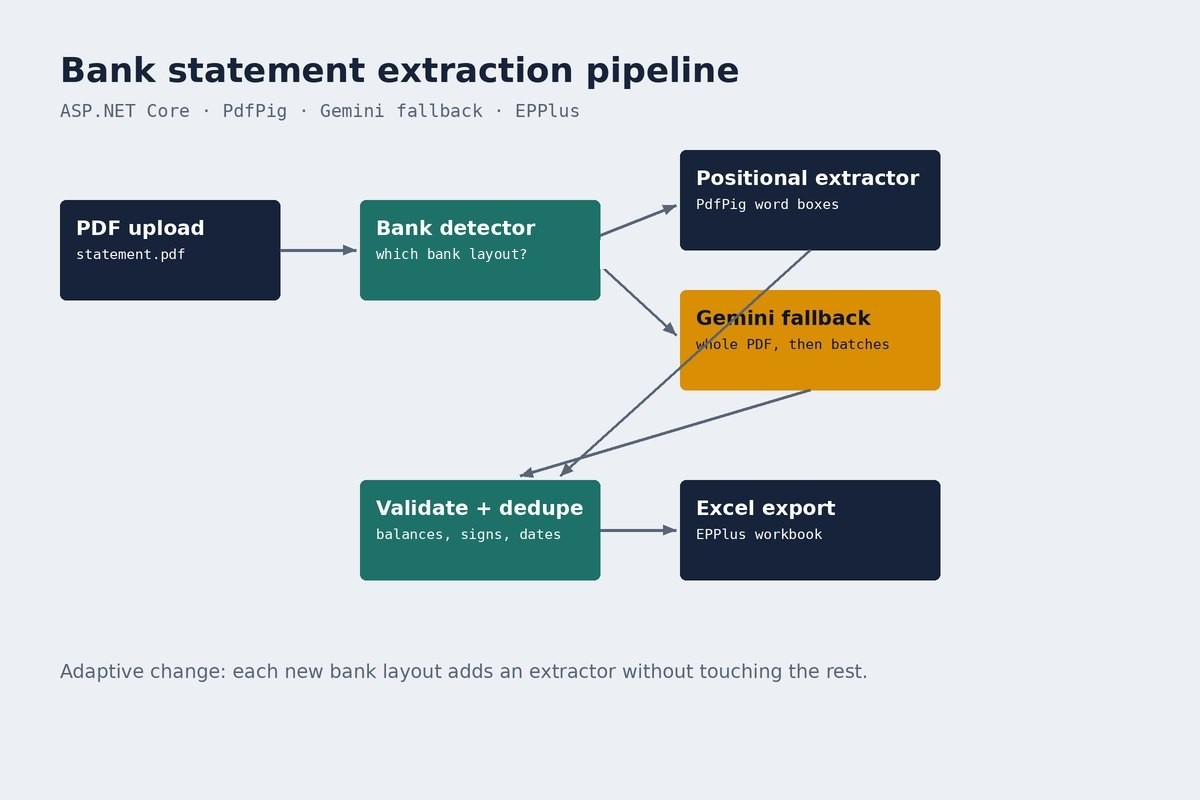 Bank statement extraction pipeline
ASP.NET Core · PdfPig · Gemini fallback · EPPlus
PDF upload
statement.pdf
Bank detector
which bank layout?
Positional extractor
PdfPig word boxes
Gemini fallback
whole PDF, then batches
Validate + dedupe
balances, signs, dates
Excel export
EPPlus workbook
Adaptive change: each new bank layout adds an extractor without touching the rest.